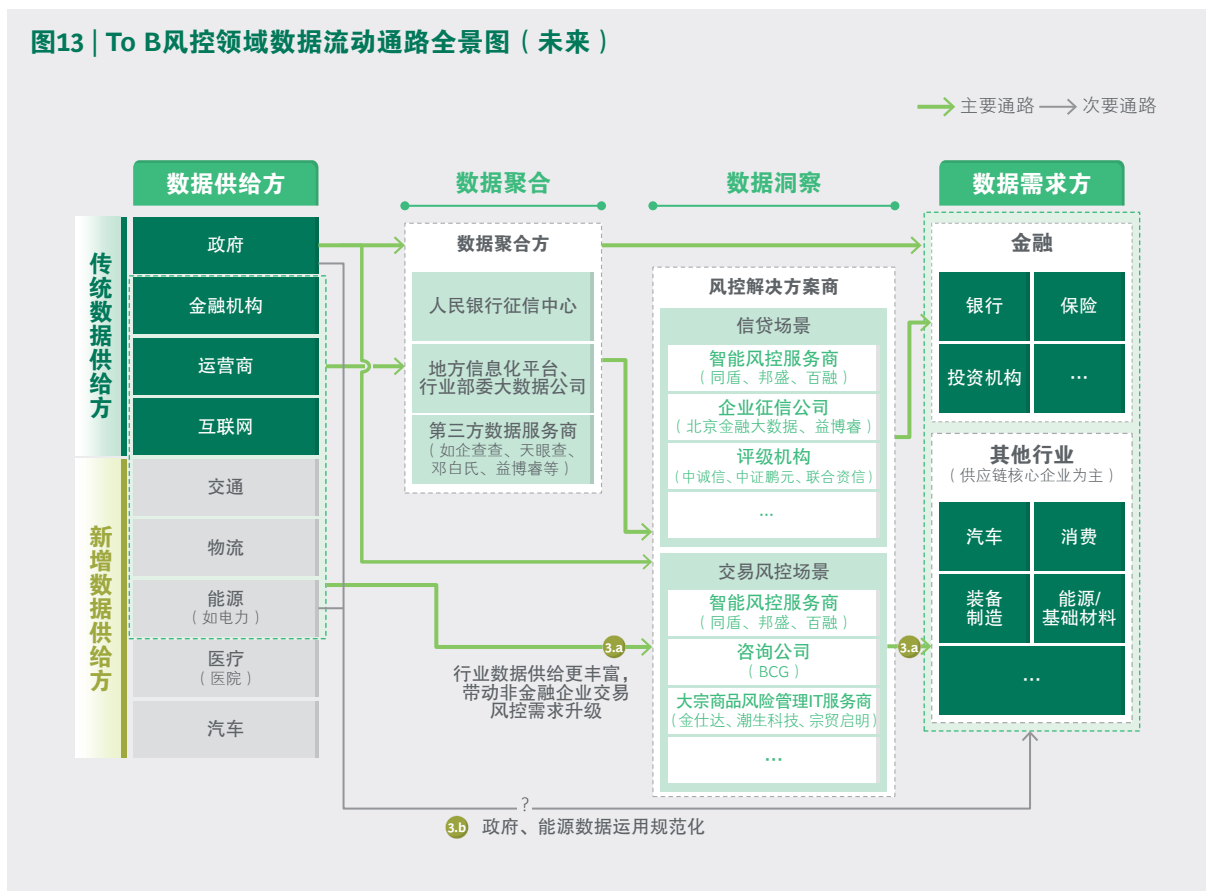 图13 | To B风控领域数据流动通路全景图（未来）
主要通路
次要通路
数据供给方
数据聚合
数据洞察
数据需求方
传统数据供给方
政府
金融机构
运营商
互联网
新增数据供给方
交通
物流
能源
（如电力）
医疗
（医院）
汽车
数据聚合方
人民银行征信中心
地方信息化平台、
行业部委大数据公司
第三方数据服务商
（如企查查、天眼查、
邓白氏、益博睿等）
风控解决方案商
信贷场景
智能风控服务商
（同盾、邦盛、百融）
企业征信公司
（北京金融大数据、益博睿）
评级机构
（中诚信、中证鹏元、联合资信）
...
交易风控场景
智能风控服务商
（同盾、邦盛、百融）
咨询公司
（BCG）
大宗商品风险管理IT服务商
（金仕达、潮生科技、宗贸启明）
...
金融
银行
保险
投资机构
...
其他行业
（供应链核心企业为主）
汽车
消费
装备
制造
能源/
基础材料
...
3.a
行业数据供给更丰富，
带动非金融企业交易
风控需求升级
3.a
?
3.b 政府、能源数据运用规范化